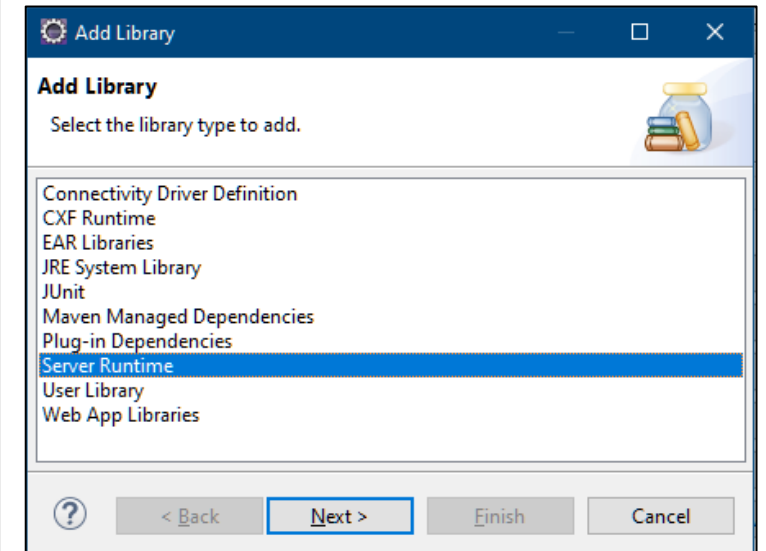 Add Library
Add Library
Select the library type to add.
Connectivity Driver Definition
CXF Runtime
EAR Libraries
JRE System Library
JUnit
Maven Managed Dependencies
Plug-in Dependencies
Server Runtime
User Library
Web App Libraries
? < Back Next > Finish Cancel